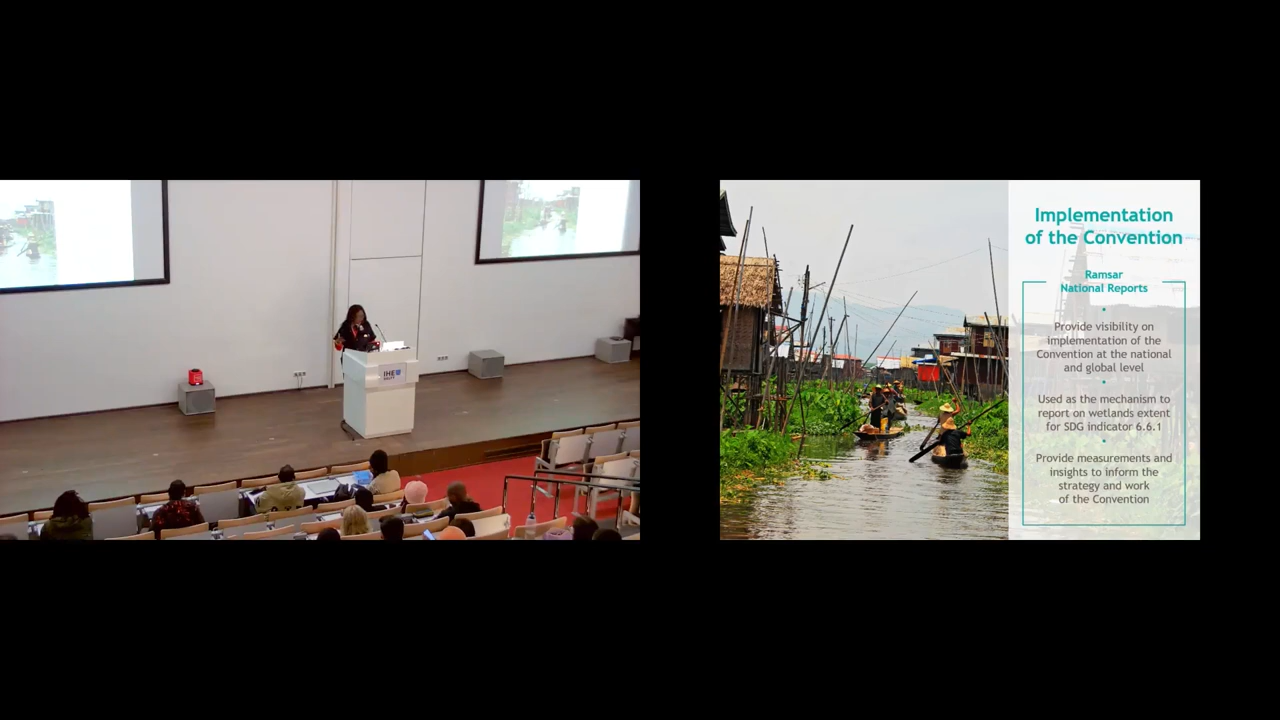 IHE
DELFT
Implementation
of the Convention
Ramsar
National Reports
Provide visibility on
implementation of the
Convention at the national
and global level
Used as the mechanism to
report on wetlands extent
for SDG indicator 6.6.1
Provide measurements and
insights to inform the
strategy and work
of the Convention